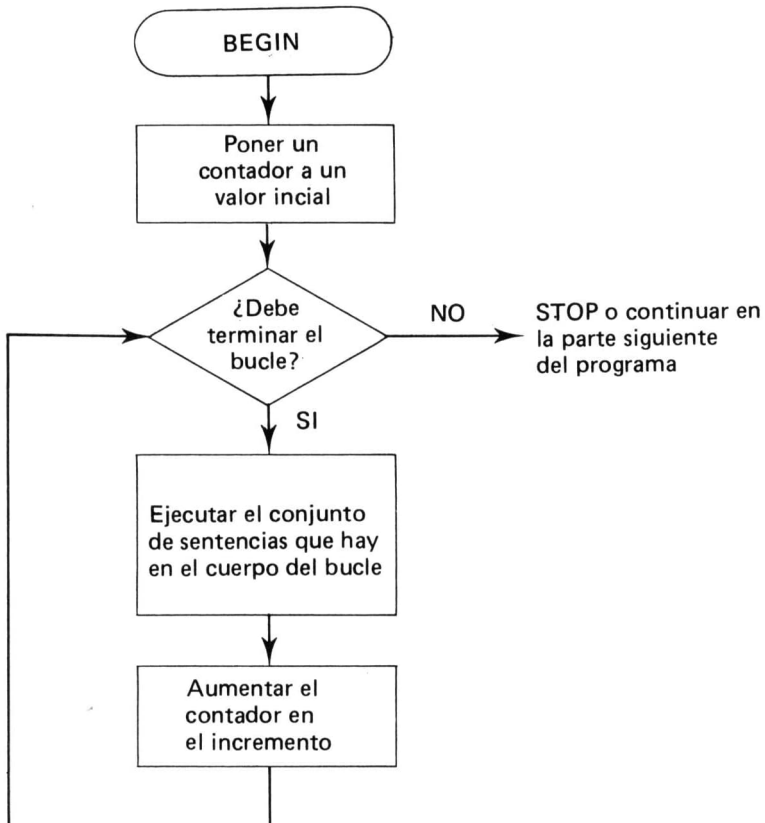 BEGIN
Poner un
contador a un
valor incial
¿Debe
terminar el
bucle?
NO
STOP o continuar en
la parte siguiente
del programa
SI
Ejecutar el conjunto
de sentencias que hay
en el cuerpo del bucle
Aumentar el
contador en
el incremento